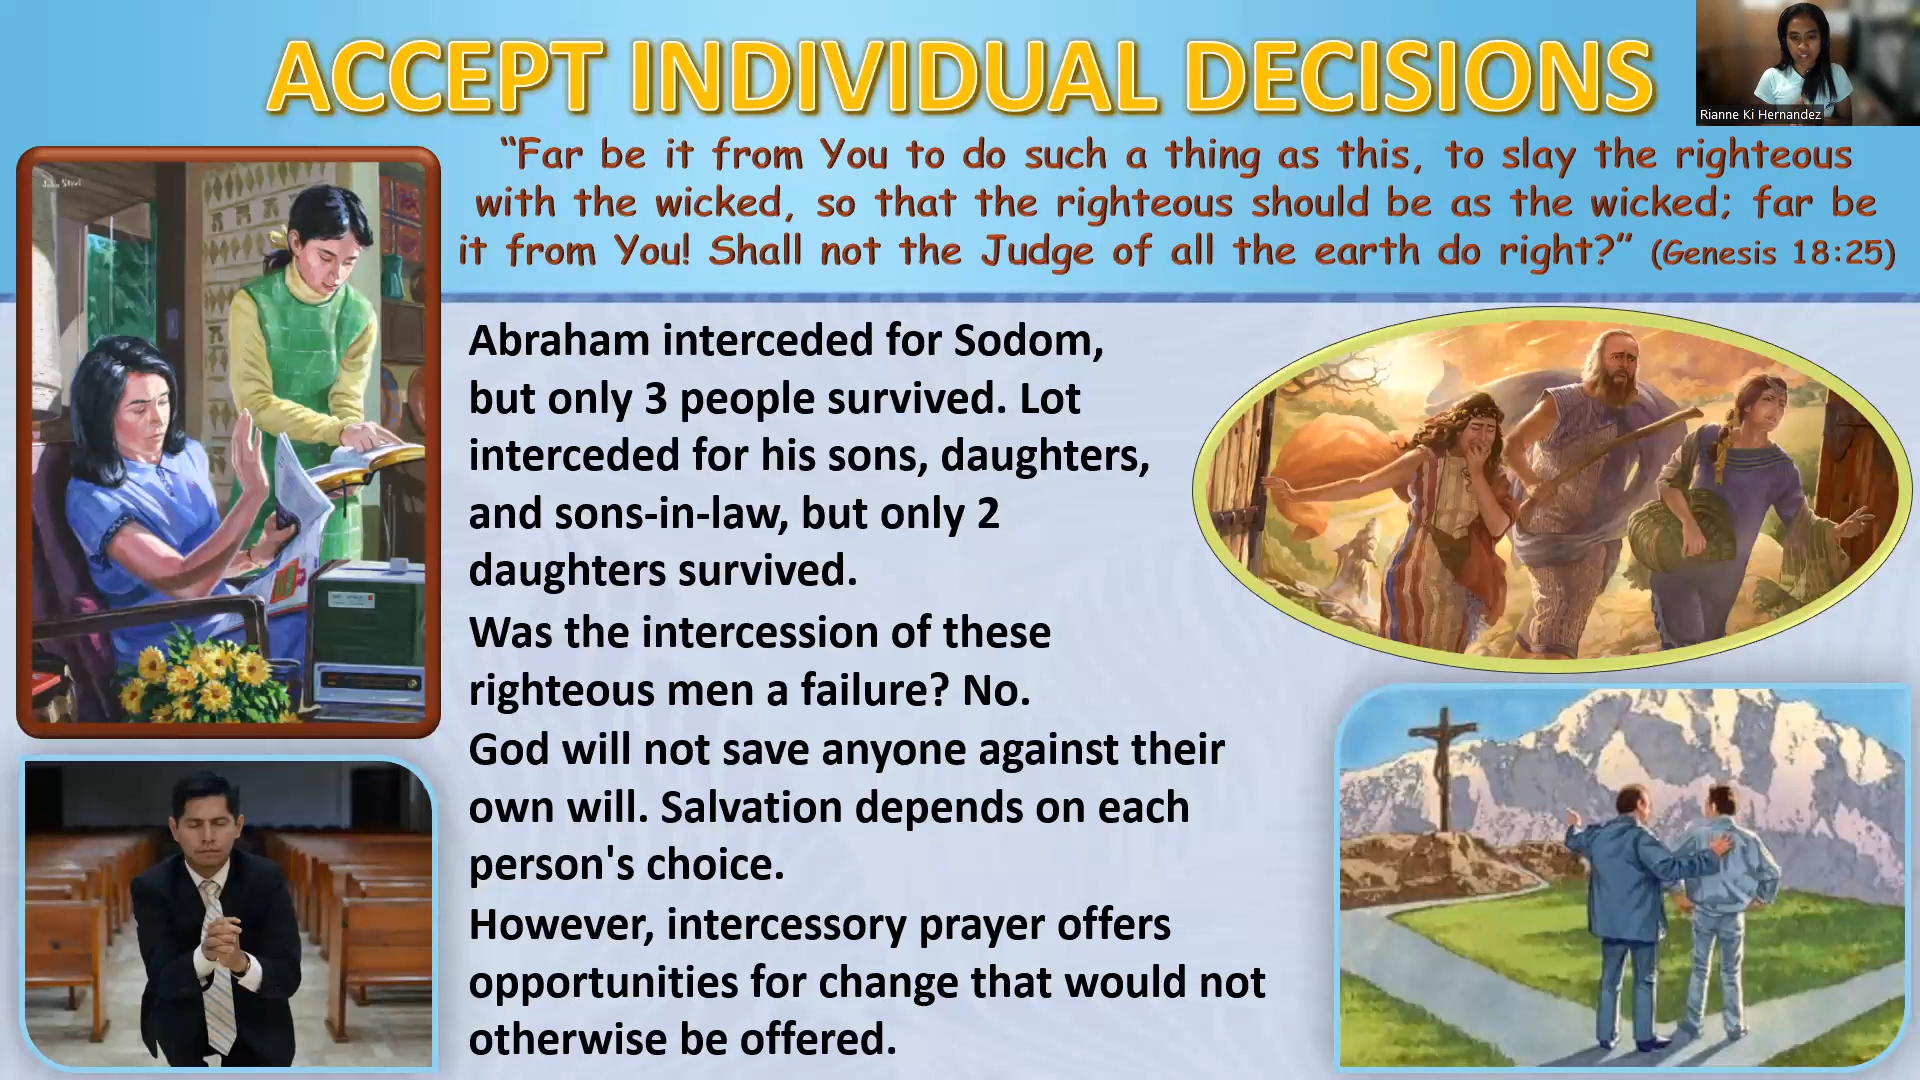 ACCEPT INDIVIDUAL DECISIONS
Rianne Ki Hernandez
“Far be it from You to do such a thing as this, to slay the righteous
with the wicked, so that the righteous should be as the wicked; far be
it from You! Shall not the Judge of all the earth do right?” (Genesis 18:25)
Abraham interceded for Sodom,
but only 3 people survived. Lot
interceded for his sons, daughters,
and sons-in-law, but only 2
daughters survived.
Was the intercession of these
righteous men a failure? No.
God will not save anyone against their
own will. Salvation depends on each
person's choice.
However, intercessory prayer offers
opportunities for change that would not
otherwise be offered.